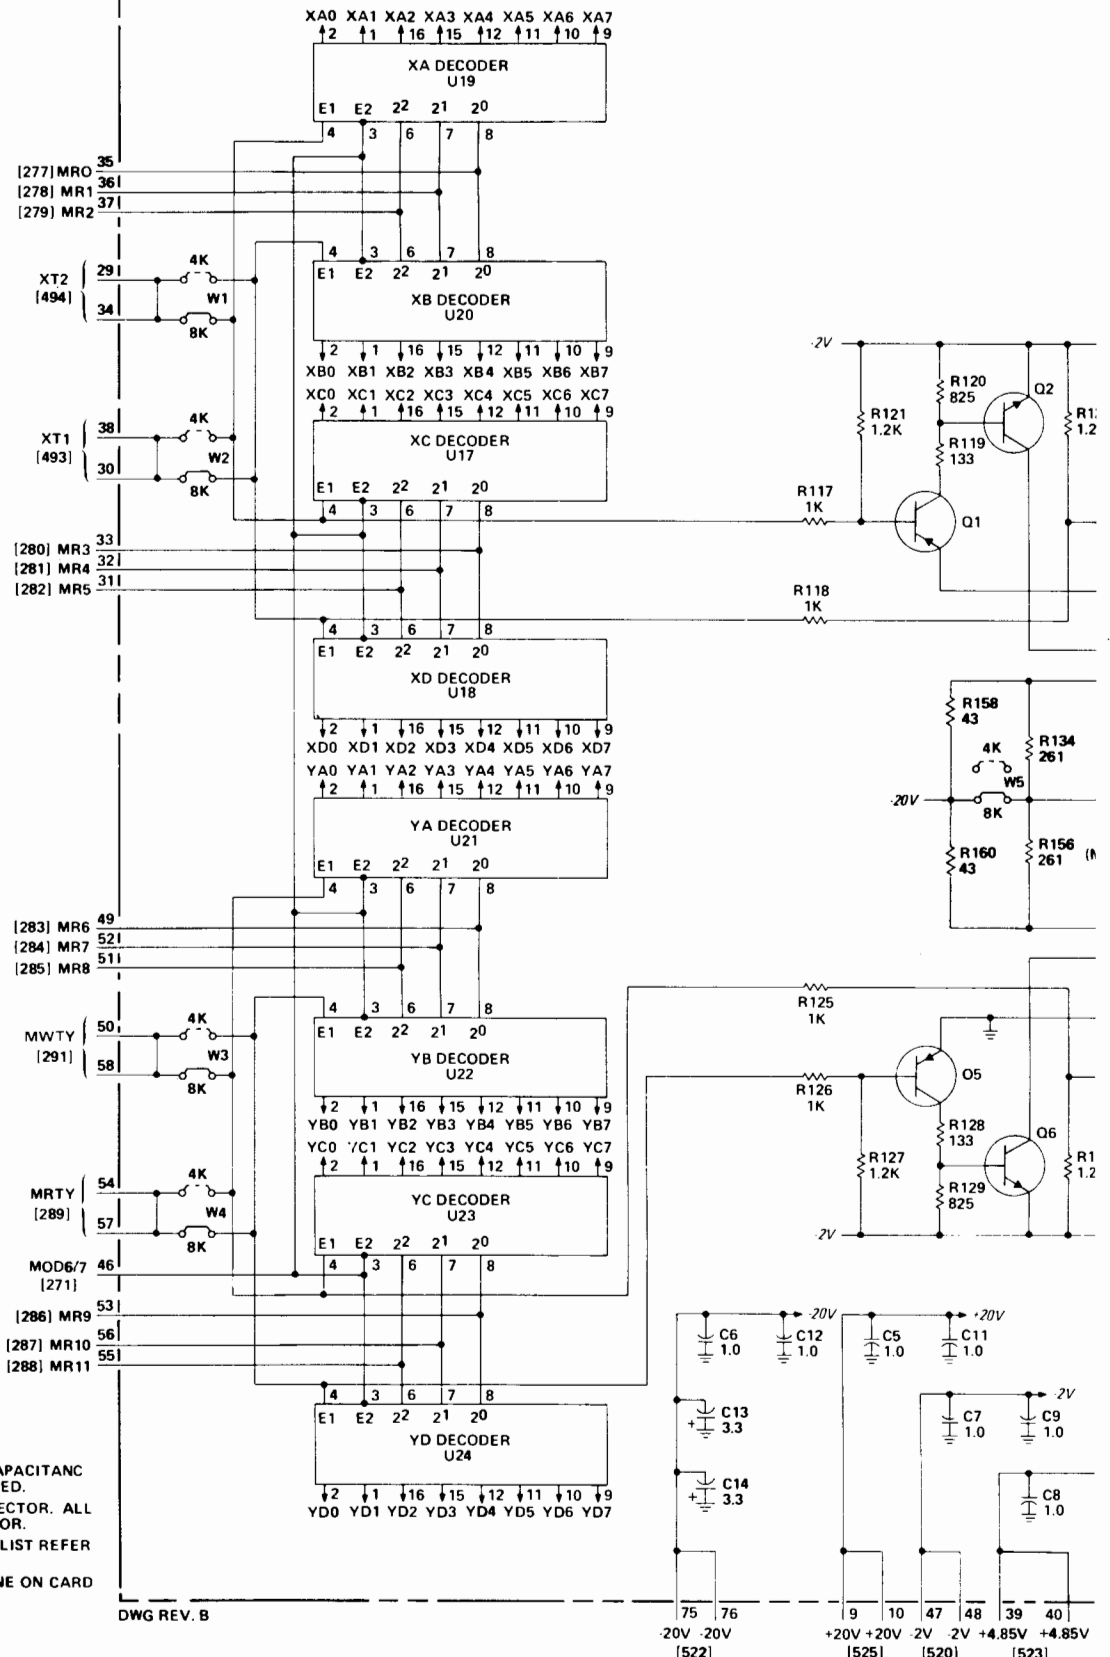 XA0 XA1 XA2 XA3 XA4 XA5 XA6 XA7
2 1 16 15 12 11 10 9
XA DECODER
U19
E1 E2 2² 2¹ 2⁰
4 3 6 7 8
[277] MR0 35
[278] MR1 36
[279] MR2 37
4 3 6 7 8
E1 E2 2² 2¹ 2⁰
XB DECODER
U20
2 1 16 15 12 11 10 9
XB0 XB1 XB2 XB3 XB4 XB5 XB6 XB7
XT2
[494]
29
34
4K
W1
8K
XC0 XC1 XC2 XC3 XC4 XC5 XC6 XC7
2 1 16 15 12 11 10 9
XC DECODER
U17
E1 E2 2² 2¹ 2⁰
4 3 6 7 8
XT1
[493]
38
30
4K
W2
8K
[280] MR3 33
[281] MR4 32
[282] MR5 31
4 3 6 7 8
E1 E2 2² 2¹ 2⁰
XD DECODER
U18
2 1 16 15 12 11 10 9
XD0 XD1 XD2 XD3 XD4 XD5 XD6 XD7
YA0 YA1 YA2 YA3 YA4 YA5 YA6 YA7
2 1 16 15 12 11 10 9
YA DECODER
U21
E1 E2 2² 2¹ 2⁰
4 3 6 7 8
[283] MR6 49
[284] MR7 52
[285] MR8 51
4 3 6 7 8
E1 E2 2² 2¹ 2⁰
YB DECODER
U22
2 1 16 15 12 11 10 9
YB0 YB1 YB2 YB3 YB4 YB5 YB6 YB7
MWTY
[291]
50
58
4K
W3
8K
YC0 YC1 YC2 YC3 YC4 YC5 YC6 YC7
2 1 16 15 12 11 10 9
YC DECODER
U23
E1 E2 2² 2¹ 2⁰
4 3 6 7 8
MRTY
[289]
54
57
4K
W4
8K
MOD6/7 46
[271]
[286] MR9 53
[287] MR10 56
[288] MR11 55
4 3 6 7 8
E1 E2 2² 2¹ 2⁰
YD DECODER
U24
2 1 16 15 12 11 10 9
YD0 YD1 YD2 YD3 YD4 YD5 YD6 YD7
-2V
R120
825
Q2
R121
1.2K
R119
133
R117
1K
Q1
R118
1K
R158
43
R134
261
4K
W5
8K
-20V
R160
43
R156
261
R125
1K
R126
1K
Q5
R128
133
Q6
R127
1.2K
R129
825
-2V
-20V
C6
1.0
C12
1.0
+20V
C5
1.0
C11
1.0
C13
3.3
+
C14
3.3
+
-2V
C7
1.0
C9
1.0
C8
1.0
75 76 9 10 47 48 39 40
-20V -20V +20V +20V -2V -2V +4.85V +4.85V
[522] [525] [520] [523]
APACITANC
ED.
ECTOR. ALL
OR.
LIST REFER
NE ON CARD
DWG REV. B